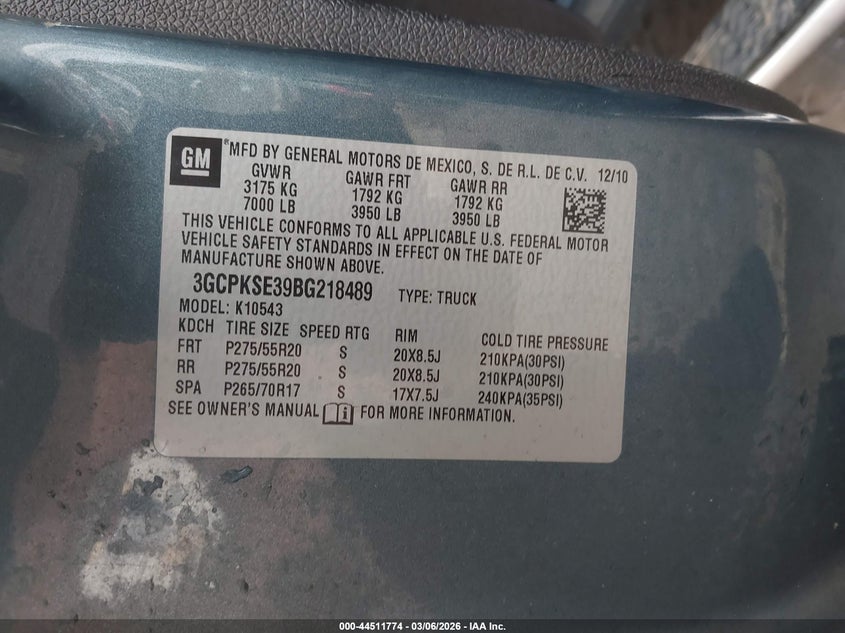 GM
®MFD BY GENERAL MOTORS DE MEXICO, S. DE R.L. DE C.V. 12/10
GVWR GAWR FRT GAWR RR
3175 KG 1792 KG 1792 KG
7000 LB 3950 LB 3950 LB
THIS VEHICLE CONFORMS TO ALL APPLICABLE U.S. FEDERAL MOTOR
VEHICLE SAFETY STANDARDS IN EFFECT ON THE DATE OF
MANUFACTURE SHOWN ABOVE.
3GCPKSE39BG218489 TYPE: TRUCK
MODEL: K10543
KDCH TIRE SIZE SPEED RTG RIM COLD TIRE PRESSURE
FRT P275/55R20 S 20X8.5J 210KPA(30PSI)
RR P275/55R20 S 20X8.5J 210KPA(30PSI)
SPA P265/70R17 S 17X7.5J 240KPA(35PSI)
SEE OWNER'S MANUAL FOR MORE INFORMATION.
000-44511774 | 03/06/2026 - IAA Inc.